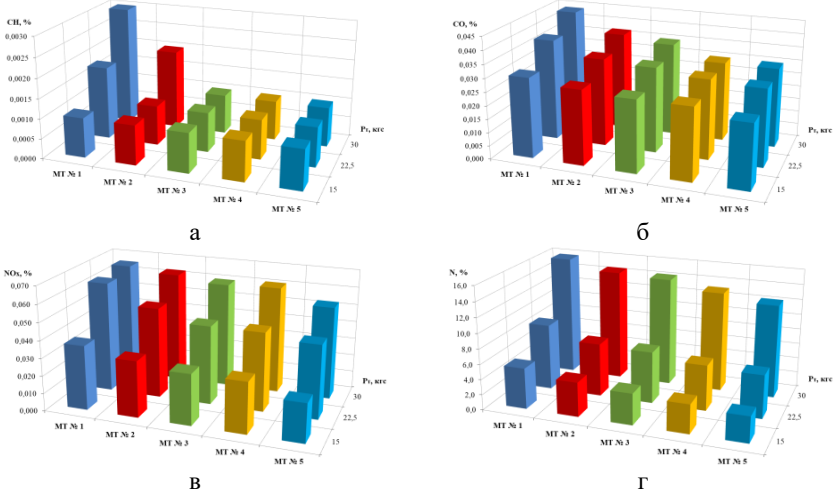 СН, %
0,0030
0,0025
0,0020
0,0015
0,0010
0,0005
0,0000
МТ № 1
МТ № 2
МТ № 3
МТ № 4
МТ № 5
15
22,5
30
Рт, кгс
а
СО, %
0,045
0,040
0,035
0,030
0,025
0,020
0,015
0,010
0,005
0,000
МТ № 1
МТ № 2
МТ № 3
МТ № 4
МТ № 5
15
22,5
30
Рт, кгс
б
NOx, %
0,070
0,060
0,050
0,040
0,030
0,020
0,010
0,000
МТ № 1
МТ № 2
МТ № 3
МТ № 4
МТ № 5
15
22,5
30
Рт, кгс
в
N, %
16,0
14,0
12,0
10,0
8,0
6,0
4,0
2,0
0,0
МТ № 1
МТ № 2
МТ № 3
МТ № 4
МТ № 5
15
22,5
30
Рт, кгс
г